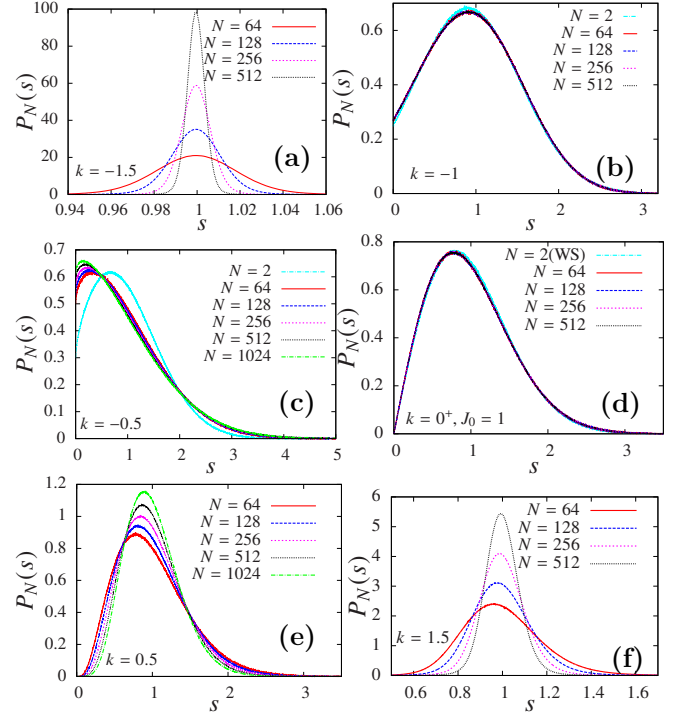 100
80
60
40
20
0
0.94 0.96 0.98 1 1.02 1.04 1.06
P_N(s)
s
N = 64
N = 128
N = 256
N = 512
(a)
k = −1.5
0.6
0.4
0.2
0
0 1 2 3
P_N(s)
s
N = 2
N = 64
N = 128
N = 256
N = 512
(b)
k = −1
0.7
0.6
0.5
0.4
0.3
0.2
0.1
0
0 1 2 3 4 5
P_N(s)
s
N = 2
N = 64
N = 128
N = 256
N = 512
N = 1024
(c)
k = −0.5
0.8
0.6
0.4
0.2
0
0 1 2 3
P_N(s)
s
N = 2(WS)
N = 64
N = 128
N = 256
N = 512
(d)
k = 0⁺, J₀ = 1
1.2
1
0.8
0.6
0.4
0.2
0
0 1 2 3
P_N(s)
s
N = 64
N = 128
N = 256
N = 512
N = 1024
(e)
k = 0.5
6
5
4
3
2
1
0
0.6 0.8 1 1.2 1.4 1.6
P_N(s)
s
N = 64
N = 128
N = 256
N = 512
k = 1.5
(f)